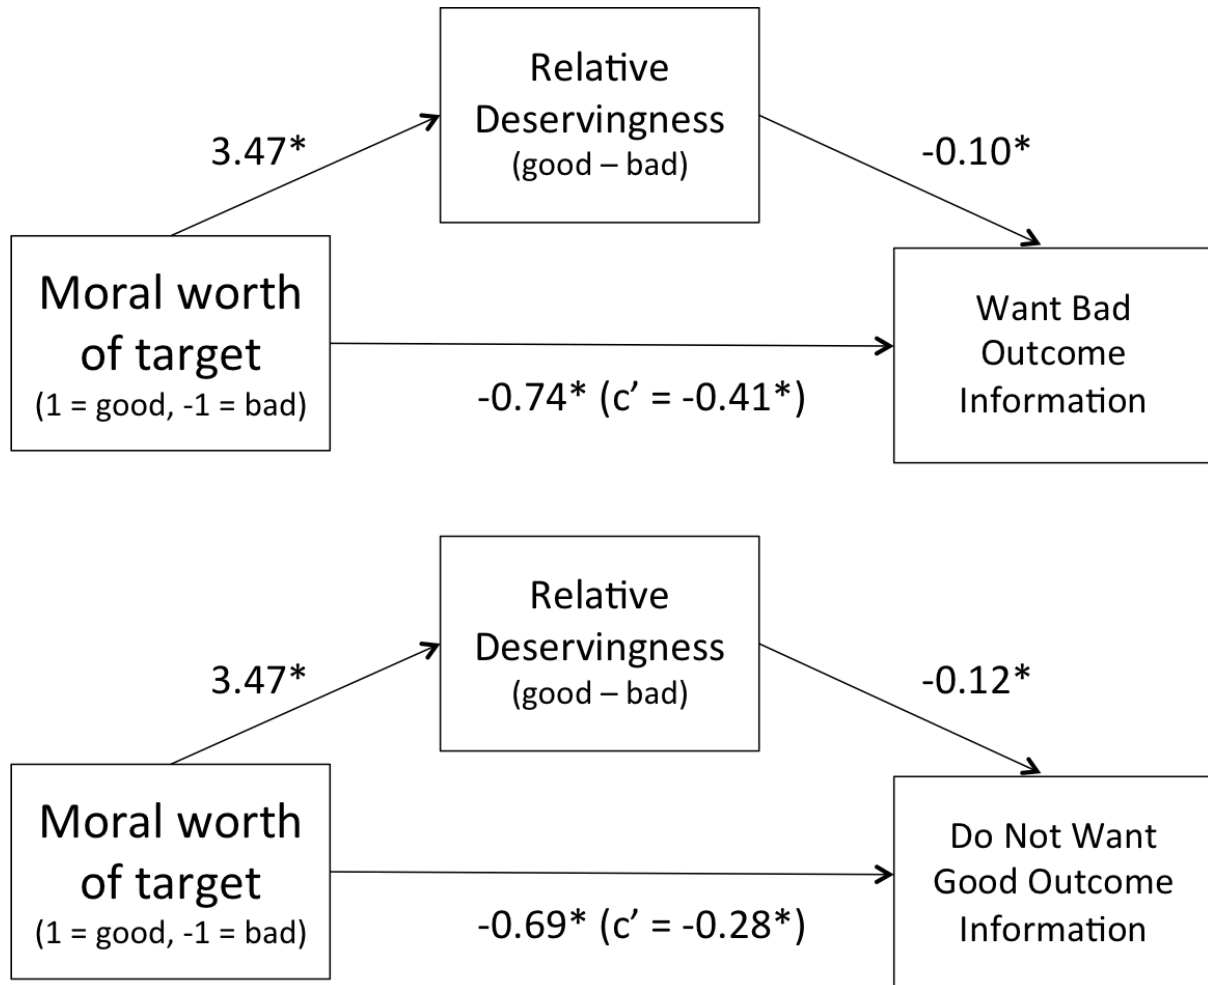 Relative
Deservingness
(good – bad)
3.47*
-0.10*
Moral worth
of target
(1 = good, -1 = bad)
Want Bad
Outcome
Information
-0.74* (c’ = -0.41*)
Relative
Deservingness
(good – bad)
3.47*
-0.12*
Moral worth
of target
(1 = good, -1 = bad)
Do Not Want
Good Outcome
Information
-0.69* (c’ = -0.28*)